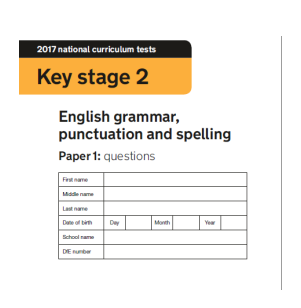 2017 national curriculum tests
Key stage 2
English grammar,
punctuation and spelling
Paper 1: questions
First name
Middle name
Last name
Date of birth Day Month Year
School name
DfE number